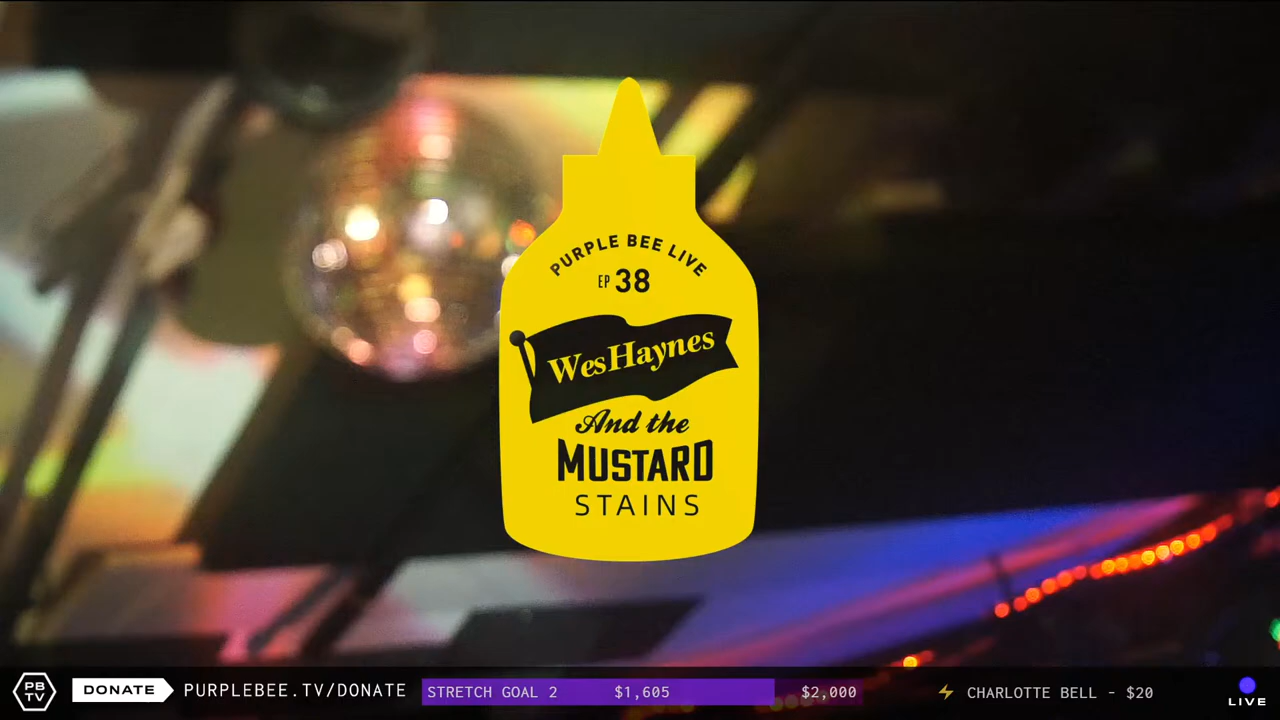 PURPLE BEE LIVE
EP 38
WesHaynes
And the
MUSTARD
STAINS
PB
TV
DONATE
PURPLEBEE.TV/DONATE
STRETCH GOAL 2 $1,605 $2,000
CHARLOTTE BELL - $20
LIVE